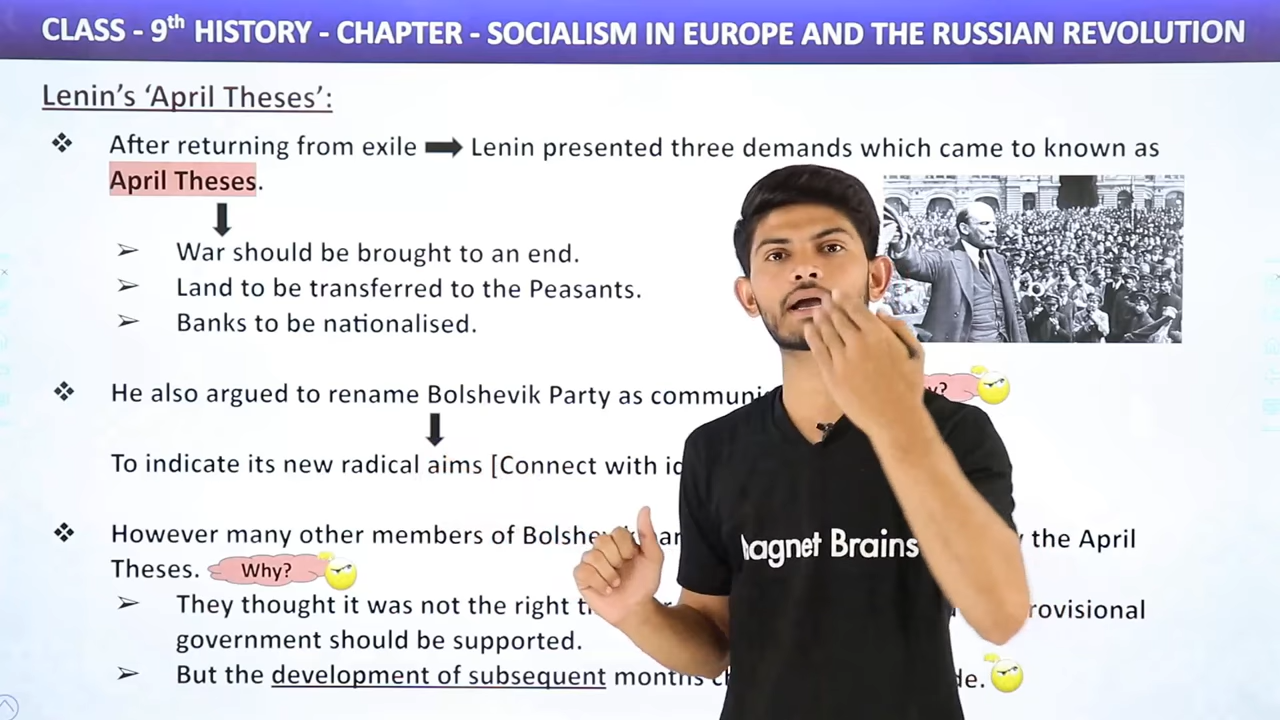 CLASS - 9th HISTORY - CHAPTER - SOCIALISM IN EUROPE AND THE RUSSIAN REVOLUTION
Lenin's 'April Theses':
❖ After returning from exile ➡ Lenin presented three demands which came to known as
April Theses.
➢ War should be brought to an end.
➢ Land to be transferred to the Peasants.
➢ Banks to be nationalised.
❖ He also argued to rename Bolshevik Party as
To indicate its new radical aims [Connect with
❖ However many other members of the April
Theses. Why?
➢ They thought it was not the right
government should be supported.
➢ But the development of subsequent months
Brains